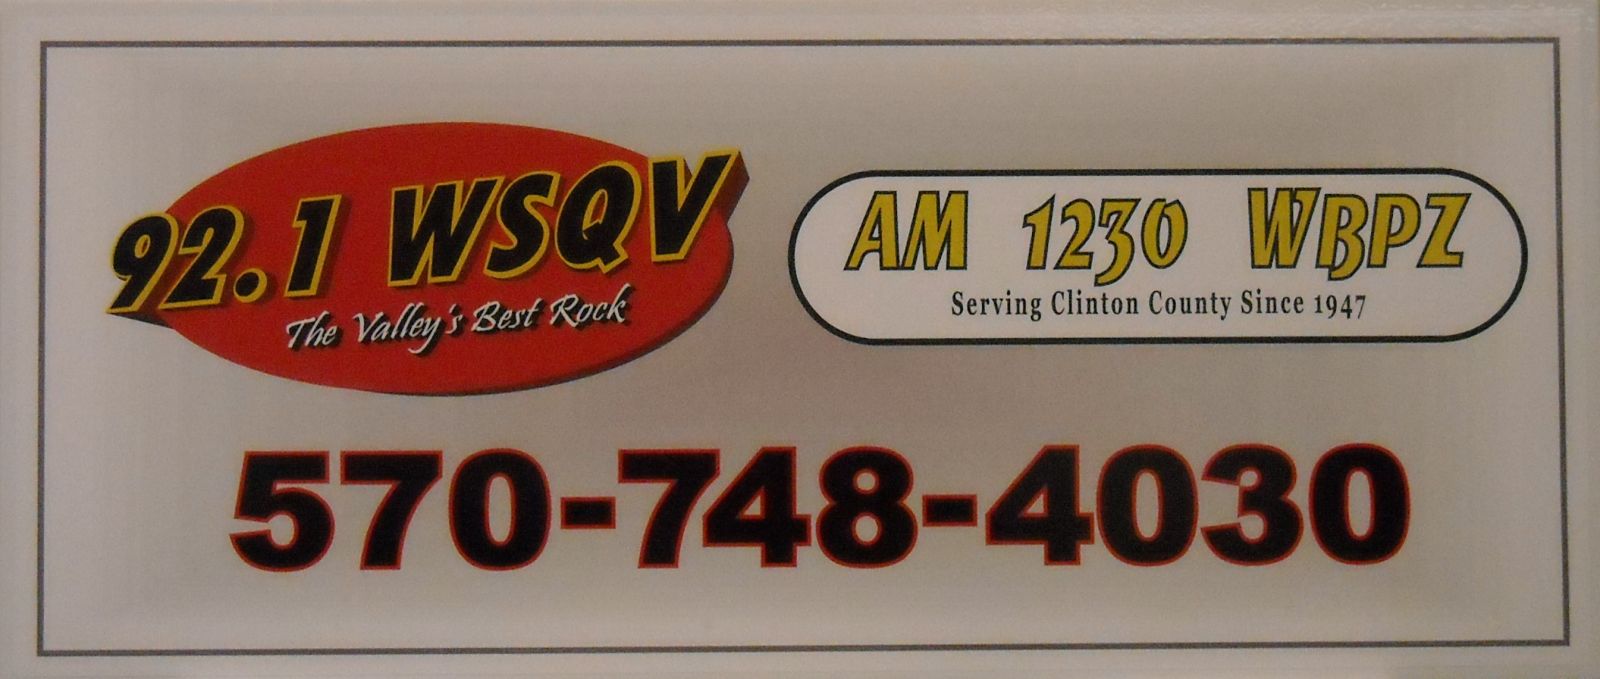 92.1 WSQV
The Valley's Best Rock
AM 1230 WBPZ
Serving Clinton County Since 1947
570-748-4030